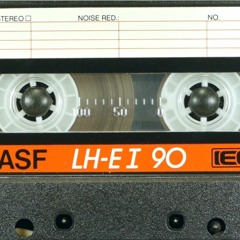 STEREO NOISE RED.: NO.
100 50 0
ASF LH-E I 90 IEC